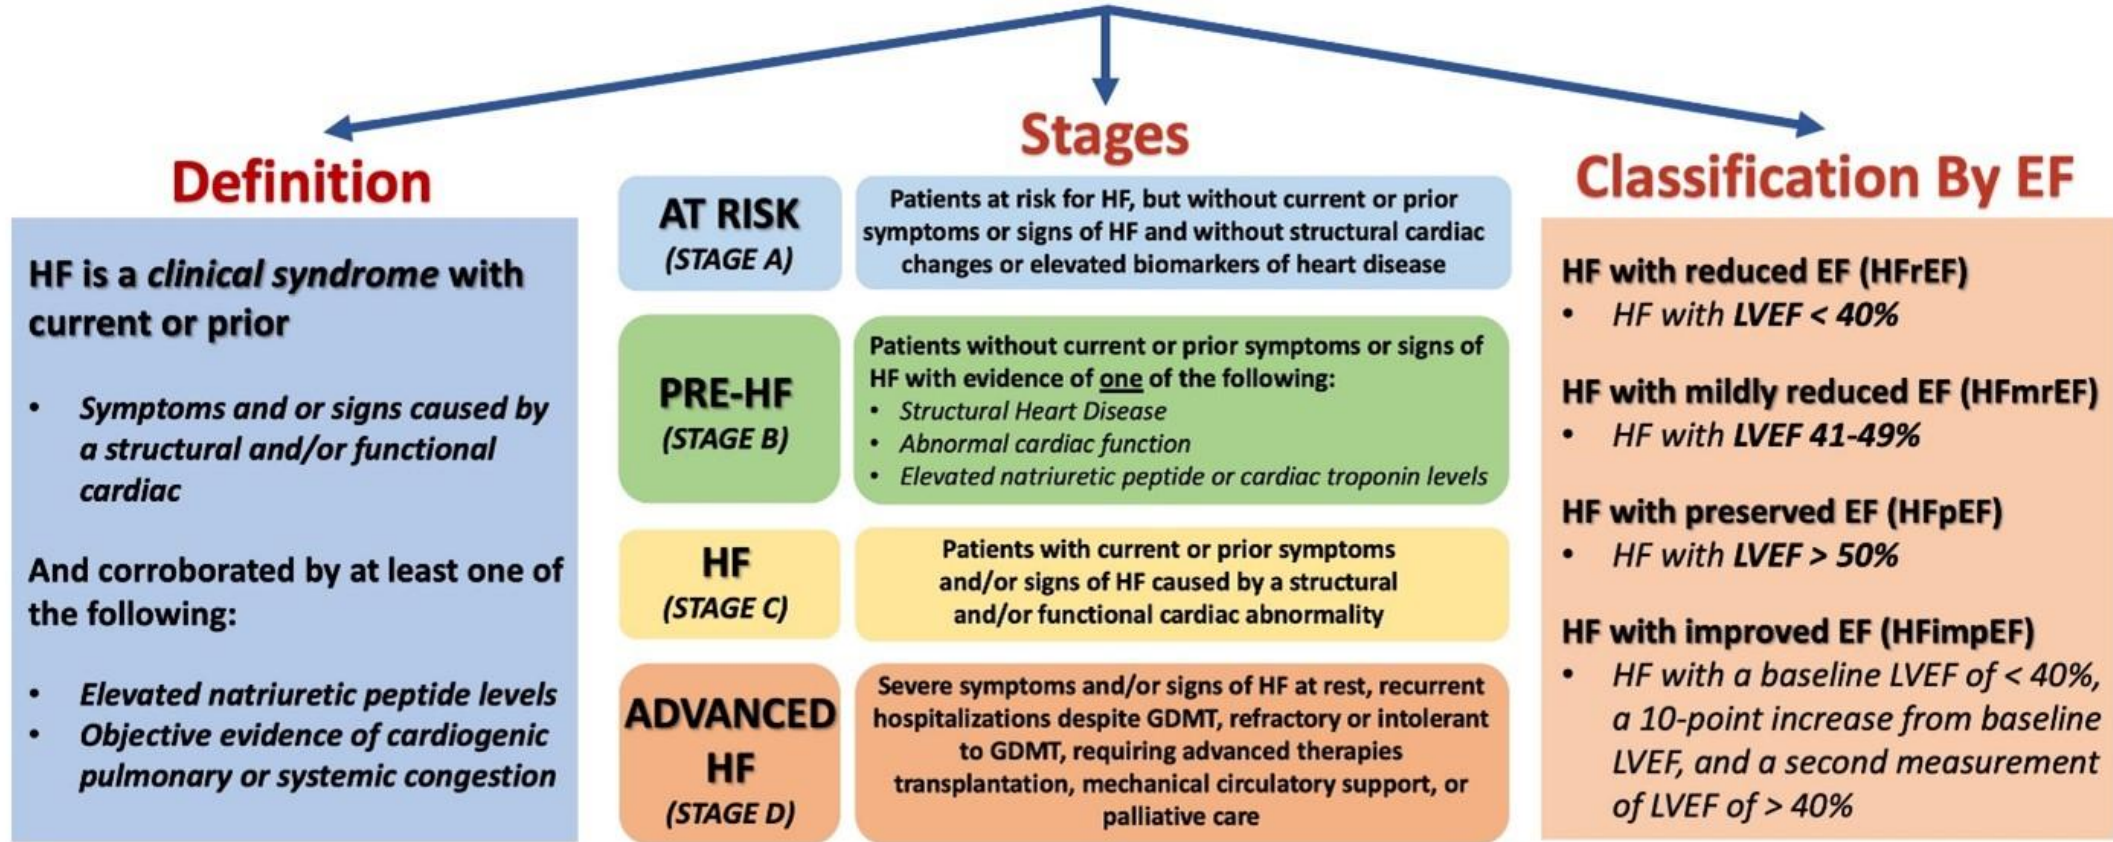 Definition
HF is a clinical syndrome with
current or prior
• Symptoms and or signs caused by
a structural and/or functional
cardiac
And corroborated by at least one of
the following:
• Elevated natriuretic peptide levels
• Objective evidence of cardiogenic
pulmonary or systemic congestion
Stages
AT RISK
(STAGE A)
Patients at risk for HF, but without current or prior
symptoms or signs of HF and without structural cardiac
changes or elevated biomarkers of heart disease
PRE-HF
(STAGE B)
Patients without current or prior symptoms or signs of
HF with evidence of one of the following:
• Structural Heart Disease
• Abnormal cardiac function
• Elevated natriuretic peptide or cardiac troponin levels
HF
(STAGE C)
Patients with current or prior symptoms
and/or signs of HF caused by a structural
and/or functional cardiac abnormality
ADVANCED
HF
(STAGE D)
Severe symptoms and/or signs of HF at rest, recurrent
hospitalizations despite GDMT, refractory or intolerant
to GDMT, requiring advanced therapies
transplantation, mechanical circulatory support, or
palliative care
Classification By EF
HF with reduced EF (HFrEF)
• HF with LVEF < 40%
HF with mildly reduced EF (HFmrEF)
• HF with LVEF 41-49%
HF with preserved EF (HFpEF)
• HF with LVEF > 50%
HF with improved EF (HFimpEF)
• HF with a baseline LVEF of < 40%,
a 10-point increase from baseline
LVEF, and a second measurement
of LVEF of > 40%